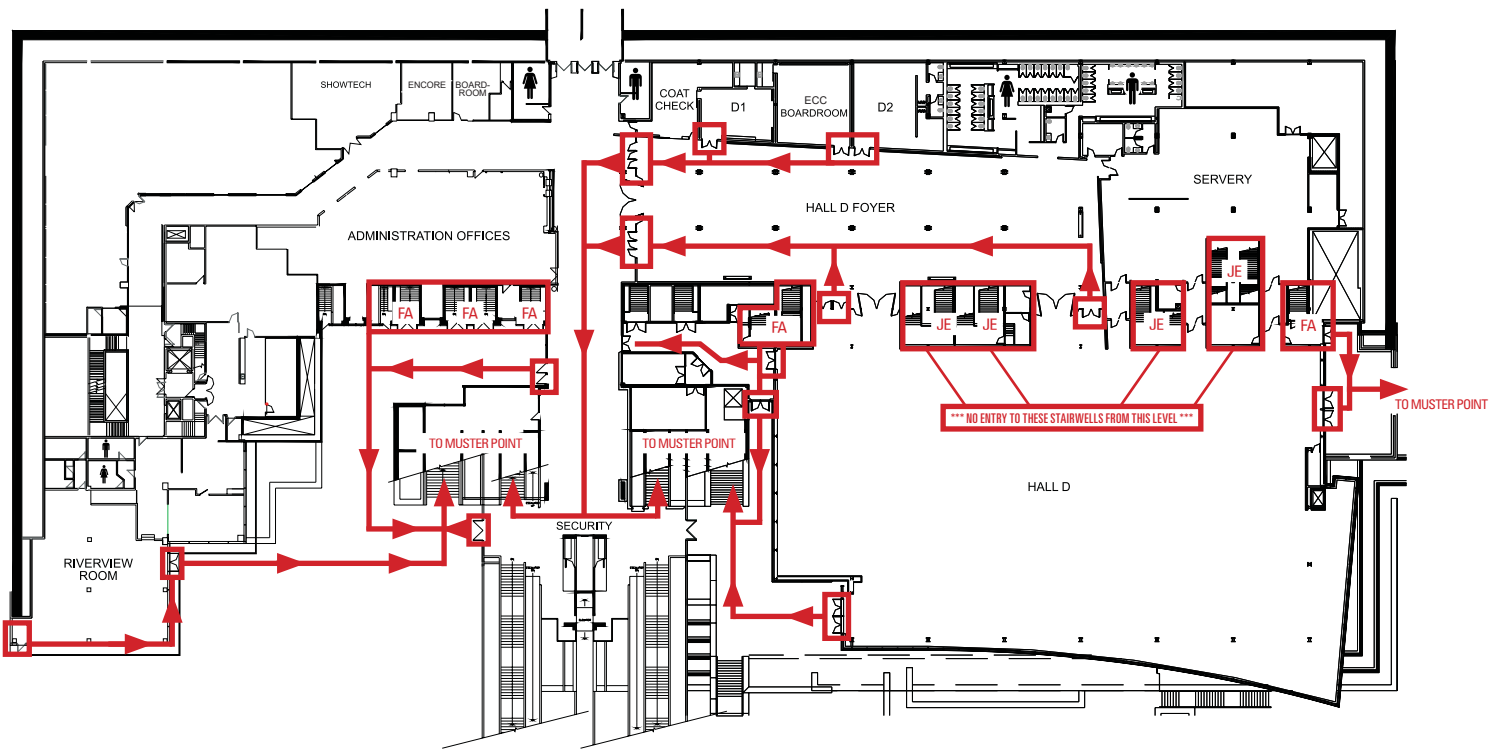 SHOWTECH
ENCORE
BOARD-
ROOM
COAT
CHECK
D1
ECC
BOARDROOM
D2
SERVERY
HALL D FOYER
ADMINISTRATION OFFICES
FA
FA
FA
FA
JE
JE
JE
JE
FA
TO MUSTER POINT
*** NO ENTRY TO THESE STAIRWELLS FROM THIS LEVEL ***
TO MUSTER POINT
TO MUSTER POINT
HALL D
SECURITY
RIVERVIEW
ROOM